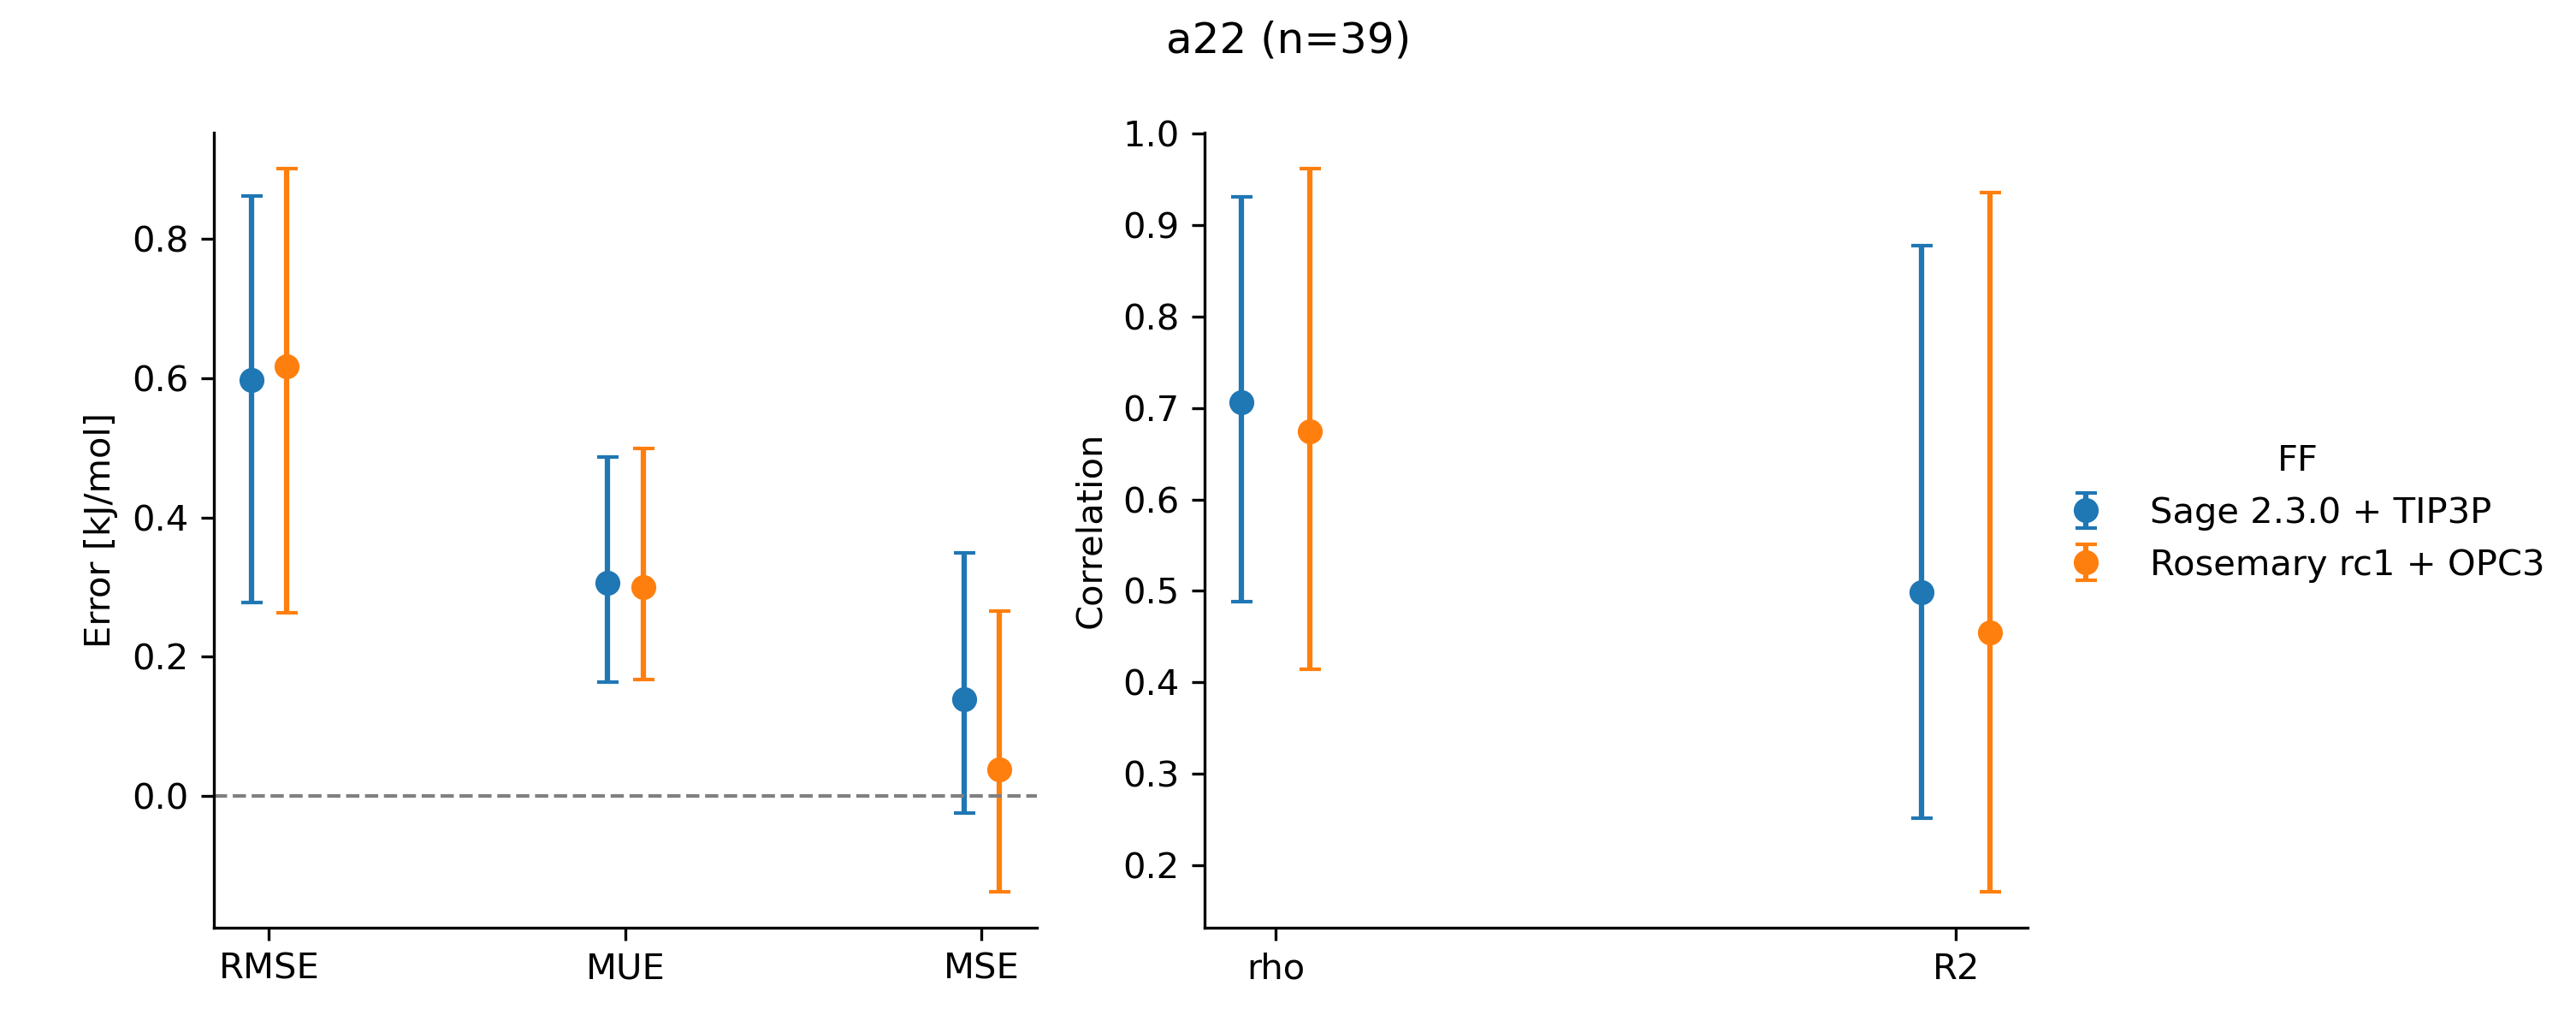 a22 (n=39)
Error [kJ/mol]
0.8
0.6
0.4
0.2
0.0
RMSE
MUE
MSE
Correlation
1.0
0.9
0.8
0.7
0.6
0.5
0.4
0.3
0.2
rho
R2
FF
Sage 2.3.0 + TIP3P
Rosemary rc1 + OPC3